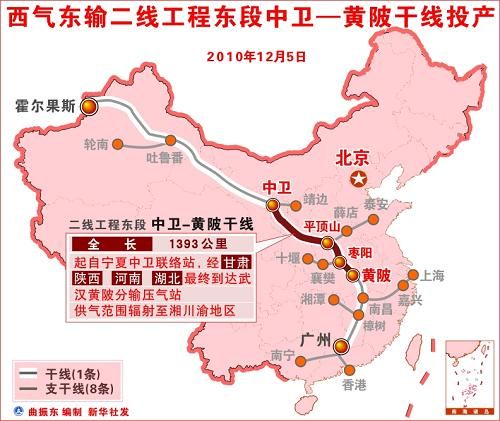 西气东输二线工程东段中卫—黄陂干线投产
2010年12月5日
霍尔果斯
轮南
吐鲁番
北京
中卫
靖边
泰安
薛店
平顶山
二线工程东段 中卫-黄陂干线
全 长 1393公里
起自宁夏中卫联络站，经甘肃
陕西 河南 湖北 最终到达武
汉黄陂分输压气站
供气范围辐射至湘川渝地区
枣阳
十堰
襄樊
黄陂
上海
湘潭
南昌
嘉兴
樟树
广州
南宁
香港
干线(1条)
支干线(8条)
曲振东 编制 新华社发
南海诸岛